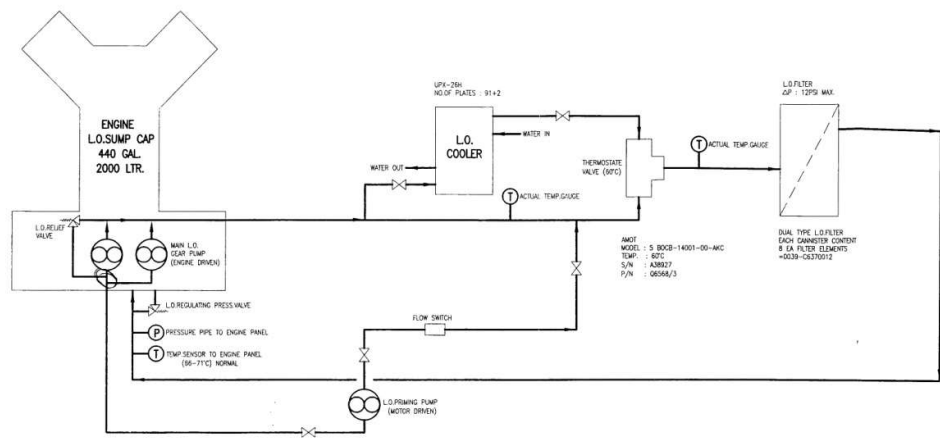 ENGINE
L.O.SUMP CAP
440 GAL.
2000 LTR.
UPX-26H
NO.OF PLATES : 91+2
L.O.
COOLER
WATER IN
WATER OUT
THERMOSTATE
VALVE (60°C)
T
ACTUAL TEMP.GAUGE
T
ACTUAL TEMP.GAUGE
L.O.FILTER
ΔP : 12PSI MAX.
DUAL TYPE L.O.FILTER
EACH CANNISTER CONTENT
8 EA FILTER ELEMENTS
=0039-C6370012
AMOT
MODEL : 5 BOCB-14001-00-AKC
TEMP. : 60°C
S/N : A38927
P/N : Q6568/3
L.O.RELIEF
VALVE
MAIN L.O.
GEAR PUMP
(ENGINE DRIVEN)
L.O.REGULATING PRESS.VALVE
P
PRESSURE PIPE TO ENGINE PANEL
T
TEMP.SENSOR TO ENGINE PANEL
(66-71°C) NORMAL
FLOW SWITCH
L.O.PRIMING PUMP
(MOTOR DRIVEN)